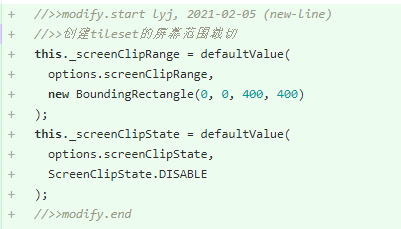 + //>>modify.start lyj, 2021-02-05 (new-line)
+ //>>创建tileset的屏幕范围裁切
+ this._screenClipRange = defaultValue(
+ options.screenClipRange,
+ new BoundingRectangle(0, 0, 400, 400)
+ );
+ this._screenClipState = defaultValue(
+ options.screenClipState,
+ ScreenClipState.DISABLE
+ );
+ //>>modify.end